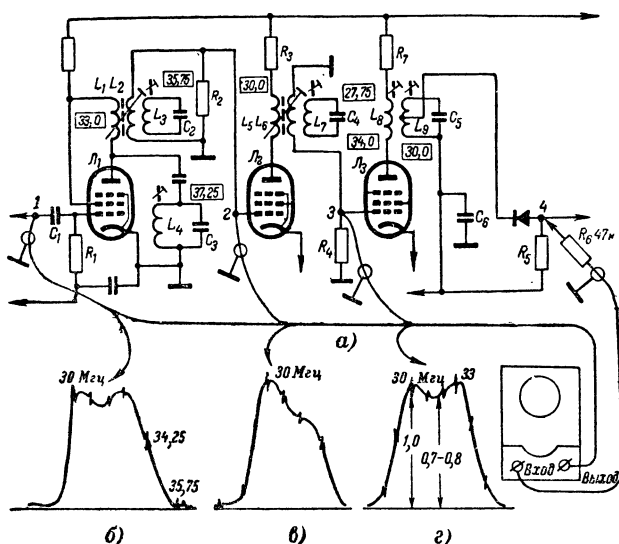 R3
R7
L1 L2
35,75
R2
30,0
27,75
33,0
L3
C2
L5 L6
L7
C4
L8
L9
C5
34,0
30,0
Л1
Л2
Л3
37,25
1
2
3
4
C1
L4
C3
C6
R1
R4
R5
R6 47к
а)
30 Мгц
30 Мгц
30 Мгц 33
34,25
1,0
0,7-0,8
35,75
Вход
Выход
б)
в)
г)